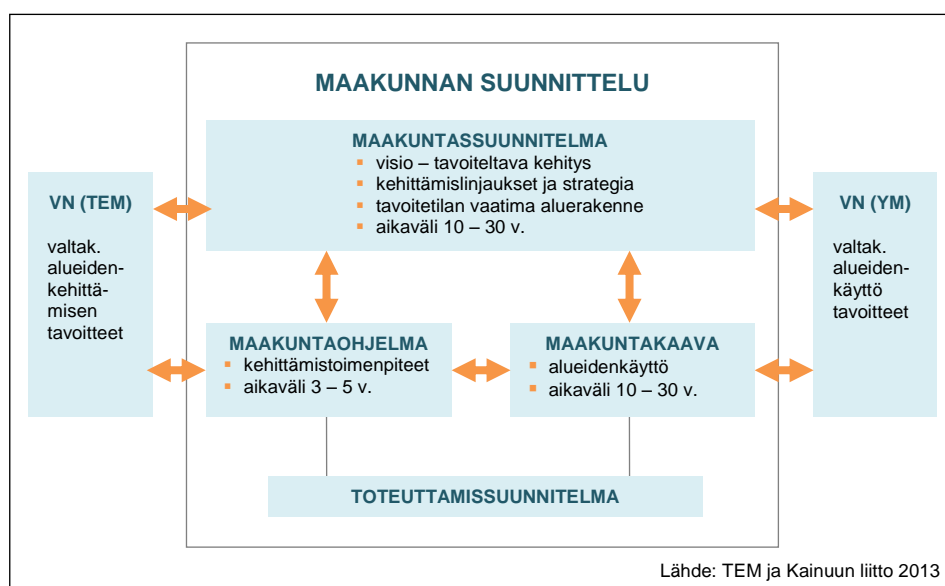 MAAKUNNAN SUUNNITTELU
MAAKUNTASSUUNITELMA
▪ visio – tavoiteltava kehitys
▪ kehittämislinjaukset ja strategia
▪ tavoitetilan vaatima aluerakenne
▪ aikaväli 10 – 30 v.
VN (TEM)
valtak.
alueiden-
kehittä-
misen
tavoitteet
VN (YM)
valtak.
alueiden-
käyttö
tavoitteet
MAAKUNTAOHJELMA
▪ kehittämistoimenpiteet
▪ aikaväli 3 – 5 v.
MAAKUNTAKAAVA
▪ alueidenkäyttö
▪ aikaväli 10 – 30 v.
TOTEUTTAMISSUUNITELMA
Lähde: TEM ja Kainuun liitto 2013